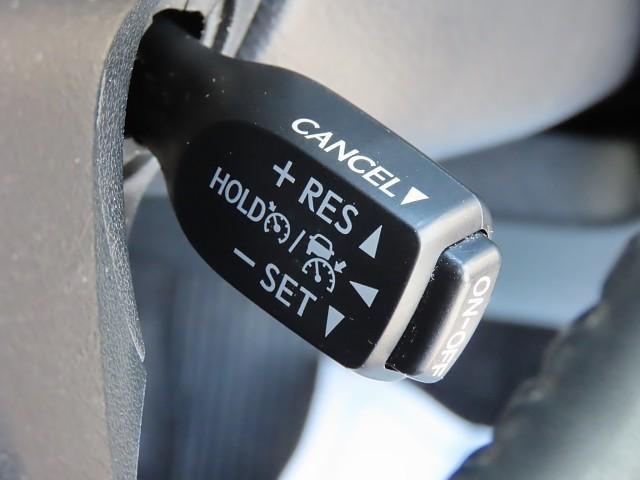 CANCEL▼
+ RES ▲
HOLD / ◀
− SET ▼
ON-OFF